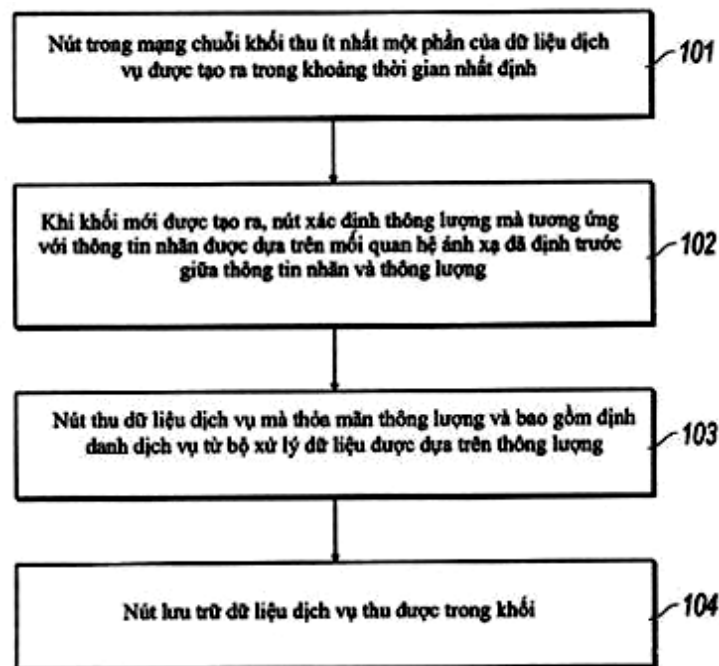 Nút trong mạng chuỗi khối thu ít nhất một phần của dữ liệu dịch
vụ được tạo ra trong khoảng thời gian nhất định
101
Khi khối mới được tạo ra, nút xác định thông lượng mà tương ứng
với thông tin nhãn được dựa trên mối quan hệ ánh xạ đã định trước
giữa thông tin nhãn và thông lượng
102
Nút thu dữ liệu dịch vụ mà thỏa mãn thông lượng và bao gồm định
danh dịch vụ từ bộ xử lý dữ liệu được dựa trên thông lượng
103
Nút lưu trữ dữ liệu dịch vụ thu được trong khối
104